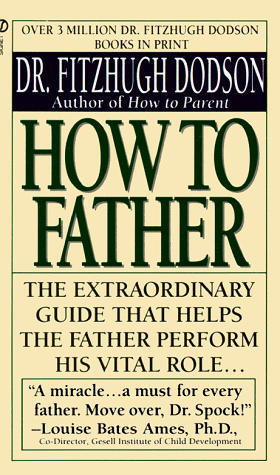 SIGNET
OVER 3 MILLION DR. FITZHUGH DODSON
BOOKS IN PRINT
DR. FITZHUGH DODSON
Author of How to Parent
HOW TO
FATHER
THE EXTRAORDINARY
GUIDE THAT HELPS
THE FATHER PERFORM
HIS VITAL ROLE...
“A miracle...a must for every
father. Move over, Dr. Spock!”
–Louise Bates Ames, Ph.D.,
Co-Director, Gesell Institute of Child Development